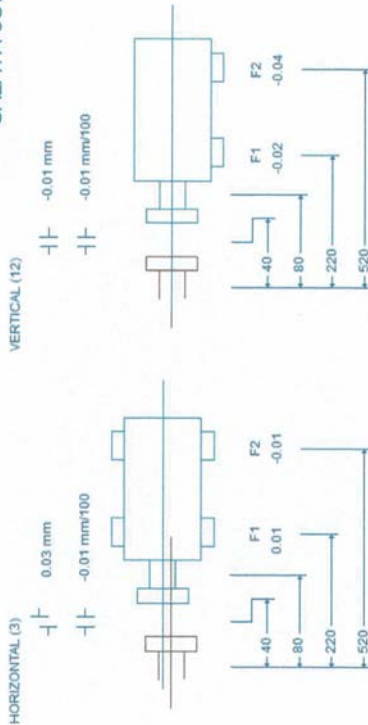 HORIZONTAL (3)
0.03 mm
-0.01 mm/100
F1
0.01
F2
-0.01
40
80
220
520
VERTICAL (12)
-0.01 mm
-0.01 mm/100
F1
-0.02
F2
-0.04
40
80
220
520